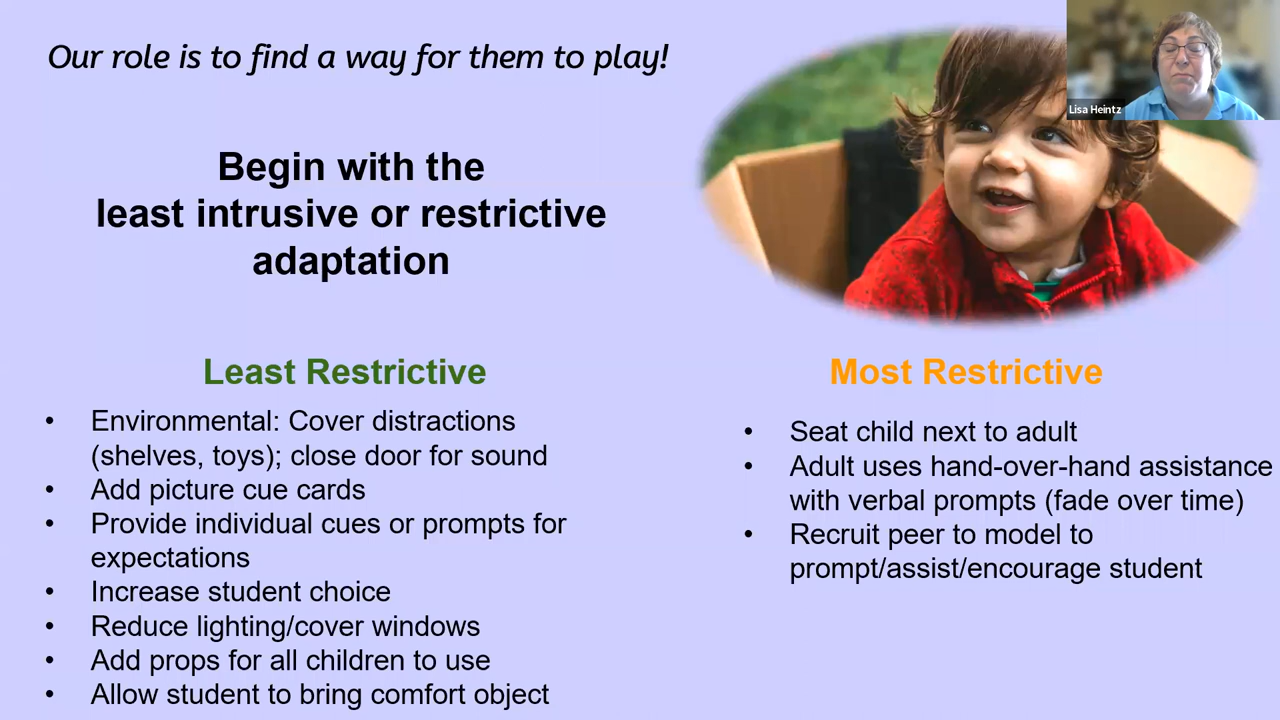 Our role is to find a way for them to play!
Lisa Heintz
Begin with the
least intrusive or restrictive
adaptation
Least Restrictive
• Environmental: Cover distractions
(shelves, toys); close door for sound
• Add picture cue cards
• Provide individual cues or prompts for
expectations
• Increase student choice
• Reduce lighting/cover windows
• Add props for all children to use
• Allow student to bring comfort object
Most Restrictive
• Seat child next to adult
• Adult uses hand-over-hand assistance
with verbal prompts (fade over time)
• Recruit peer to model to
prompt/assist/encourage student